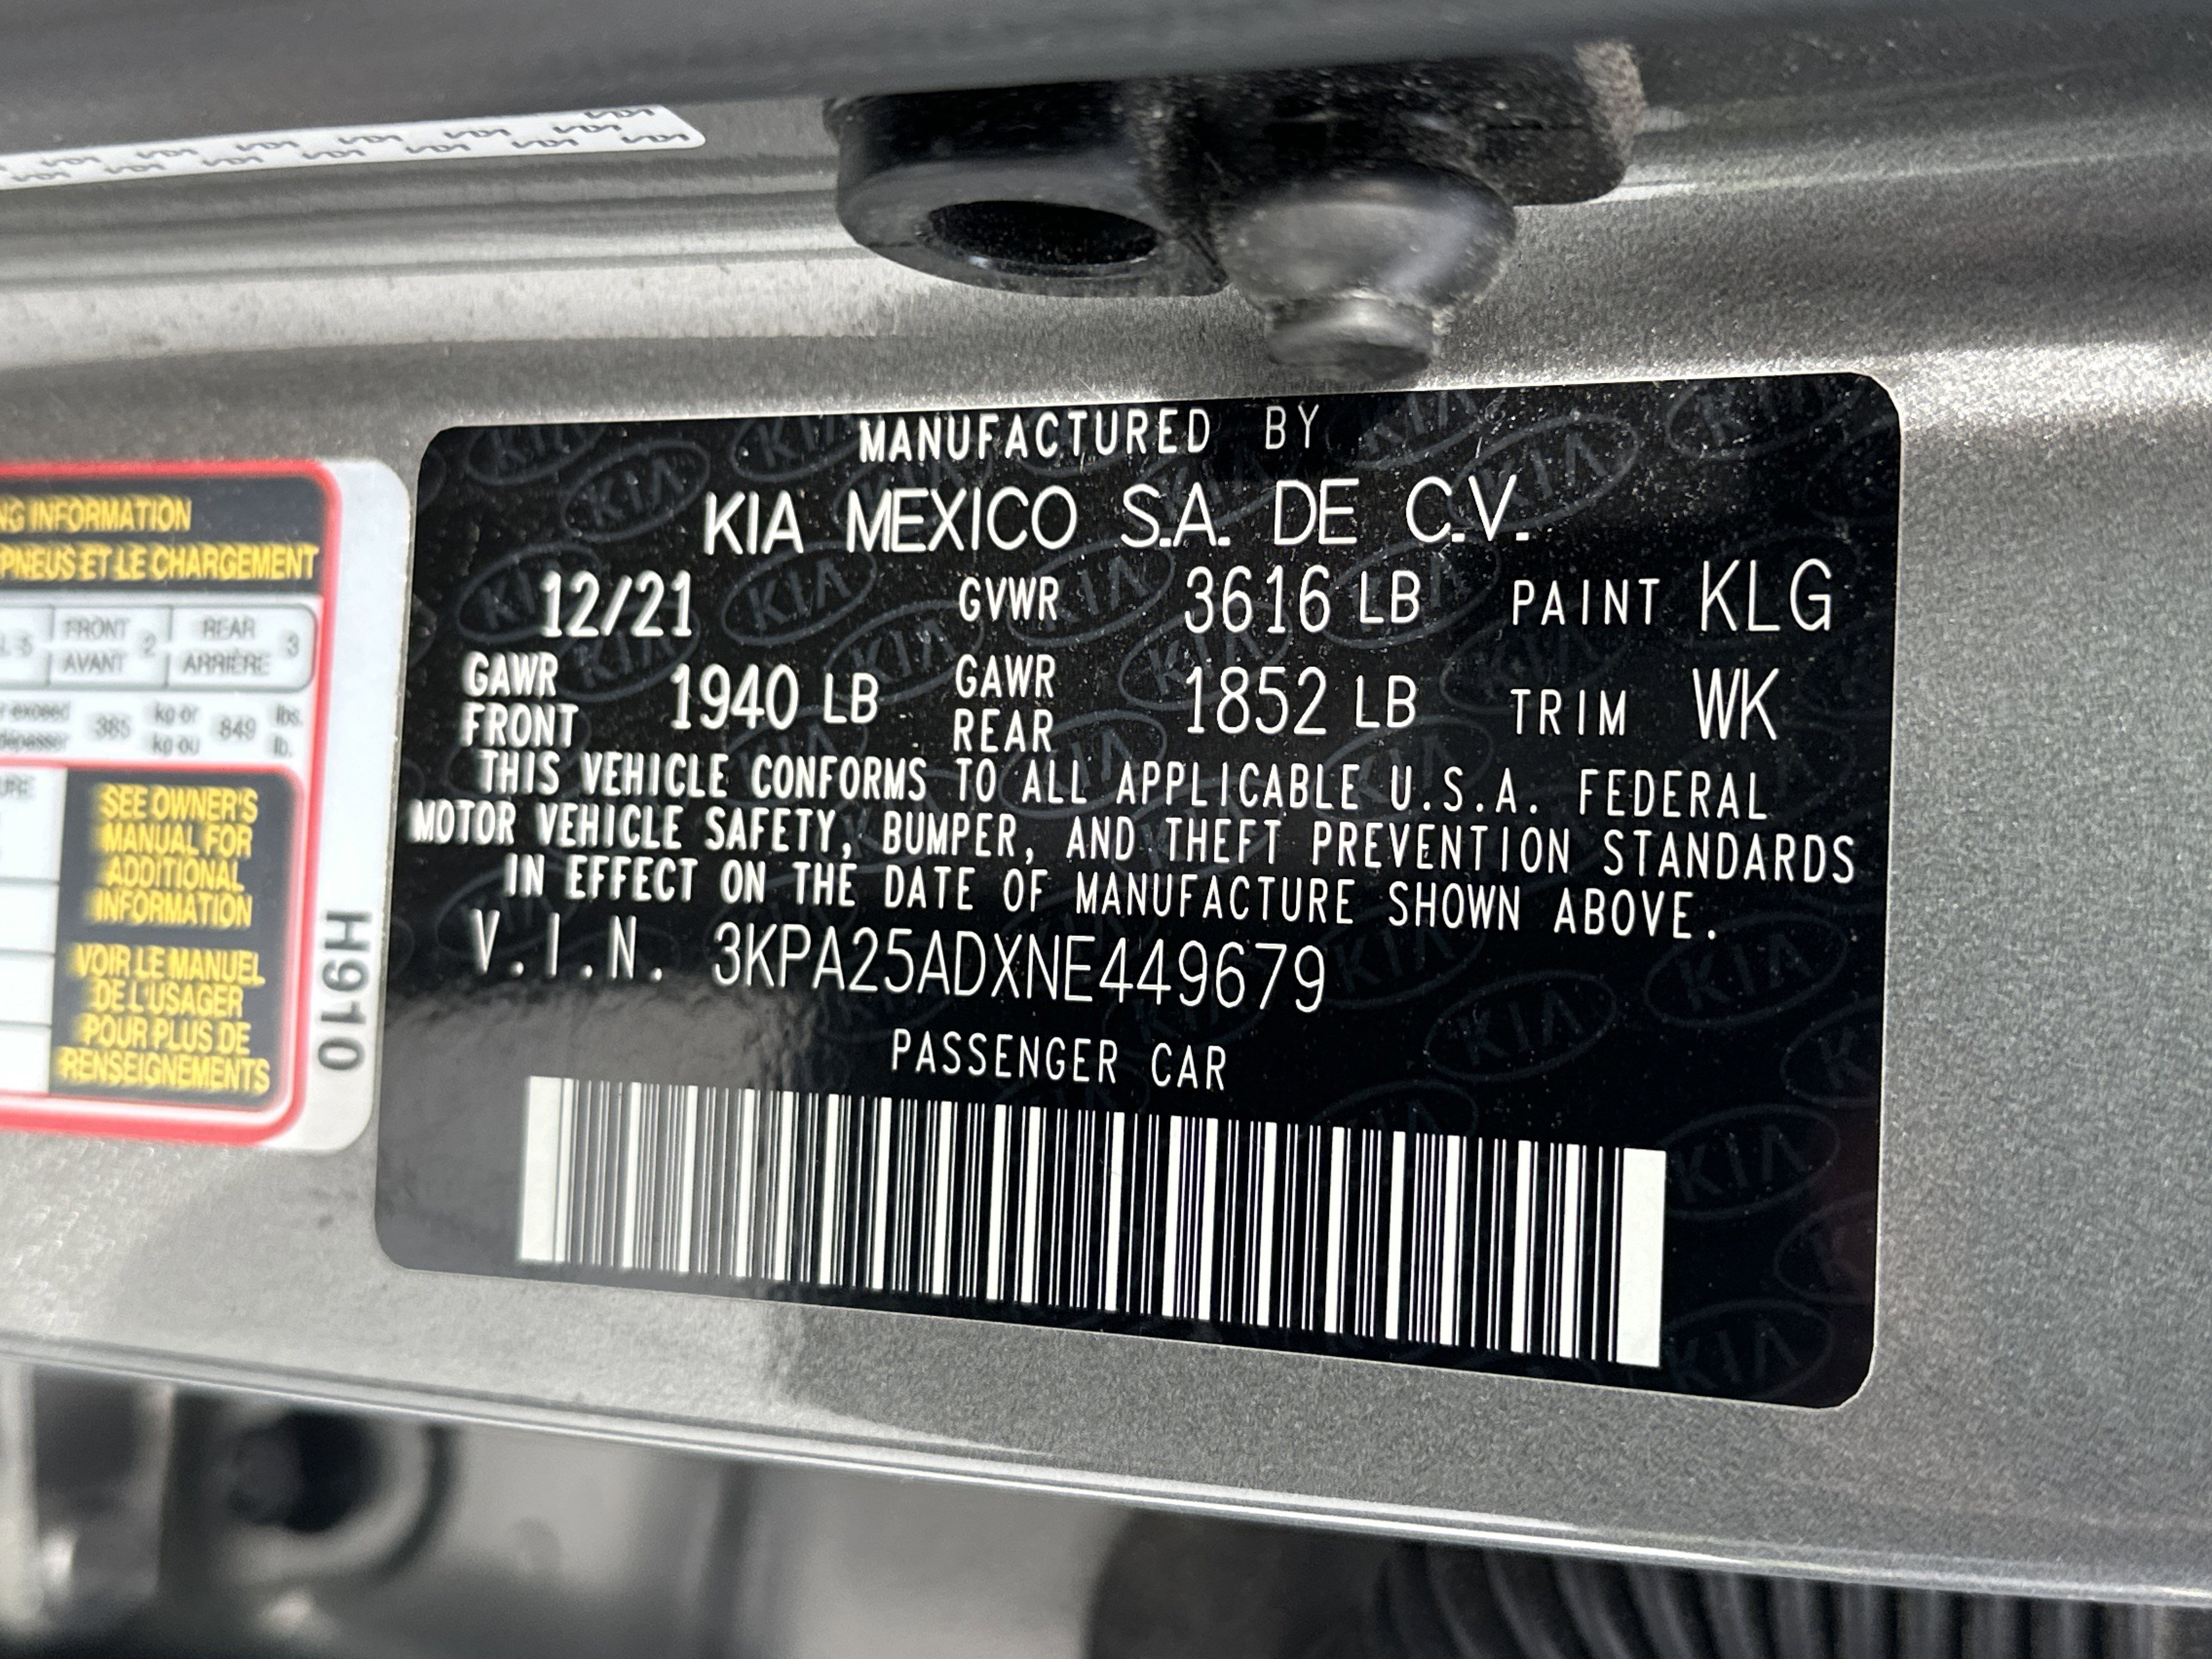 MANUFACTURED BY
KIA MEXICO S.A. DE C.V.
12/21 GVWR 3616 LB PAINT KLG
GAWR FRONT 1940 LB GAWR REAR 1852 LB TRIM WK
THIS VEHICLE CONFORMS TO ALL APPLICABLE U.S.A. FEDERAL
MOTOR VEHICLE SAFETY, BUMPER, AND THEFT PREVENTION STANDARDS
IN EFFECT ON THE DATE OF MANUFACTURE SHOWN ABOVE.
V.I.N. 3KPA25ADXNE449679
PASSENGER CAR
INFORMATION
PNEUS ET LE CHARGEMENT
FRONT 2 REAR 3
AVANT ARRIÈRE
exceed 385 kg or 849 lbs.
kg ou lb.
SEE OWNER'S
MANUAL FOR
ADDITIONAL
INFORMATION
VOIR LE MANUEL
DE L'USAGER
POUR PLUS DE
RENSEIGNEMENTS
H910